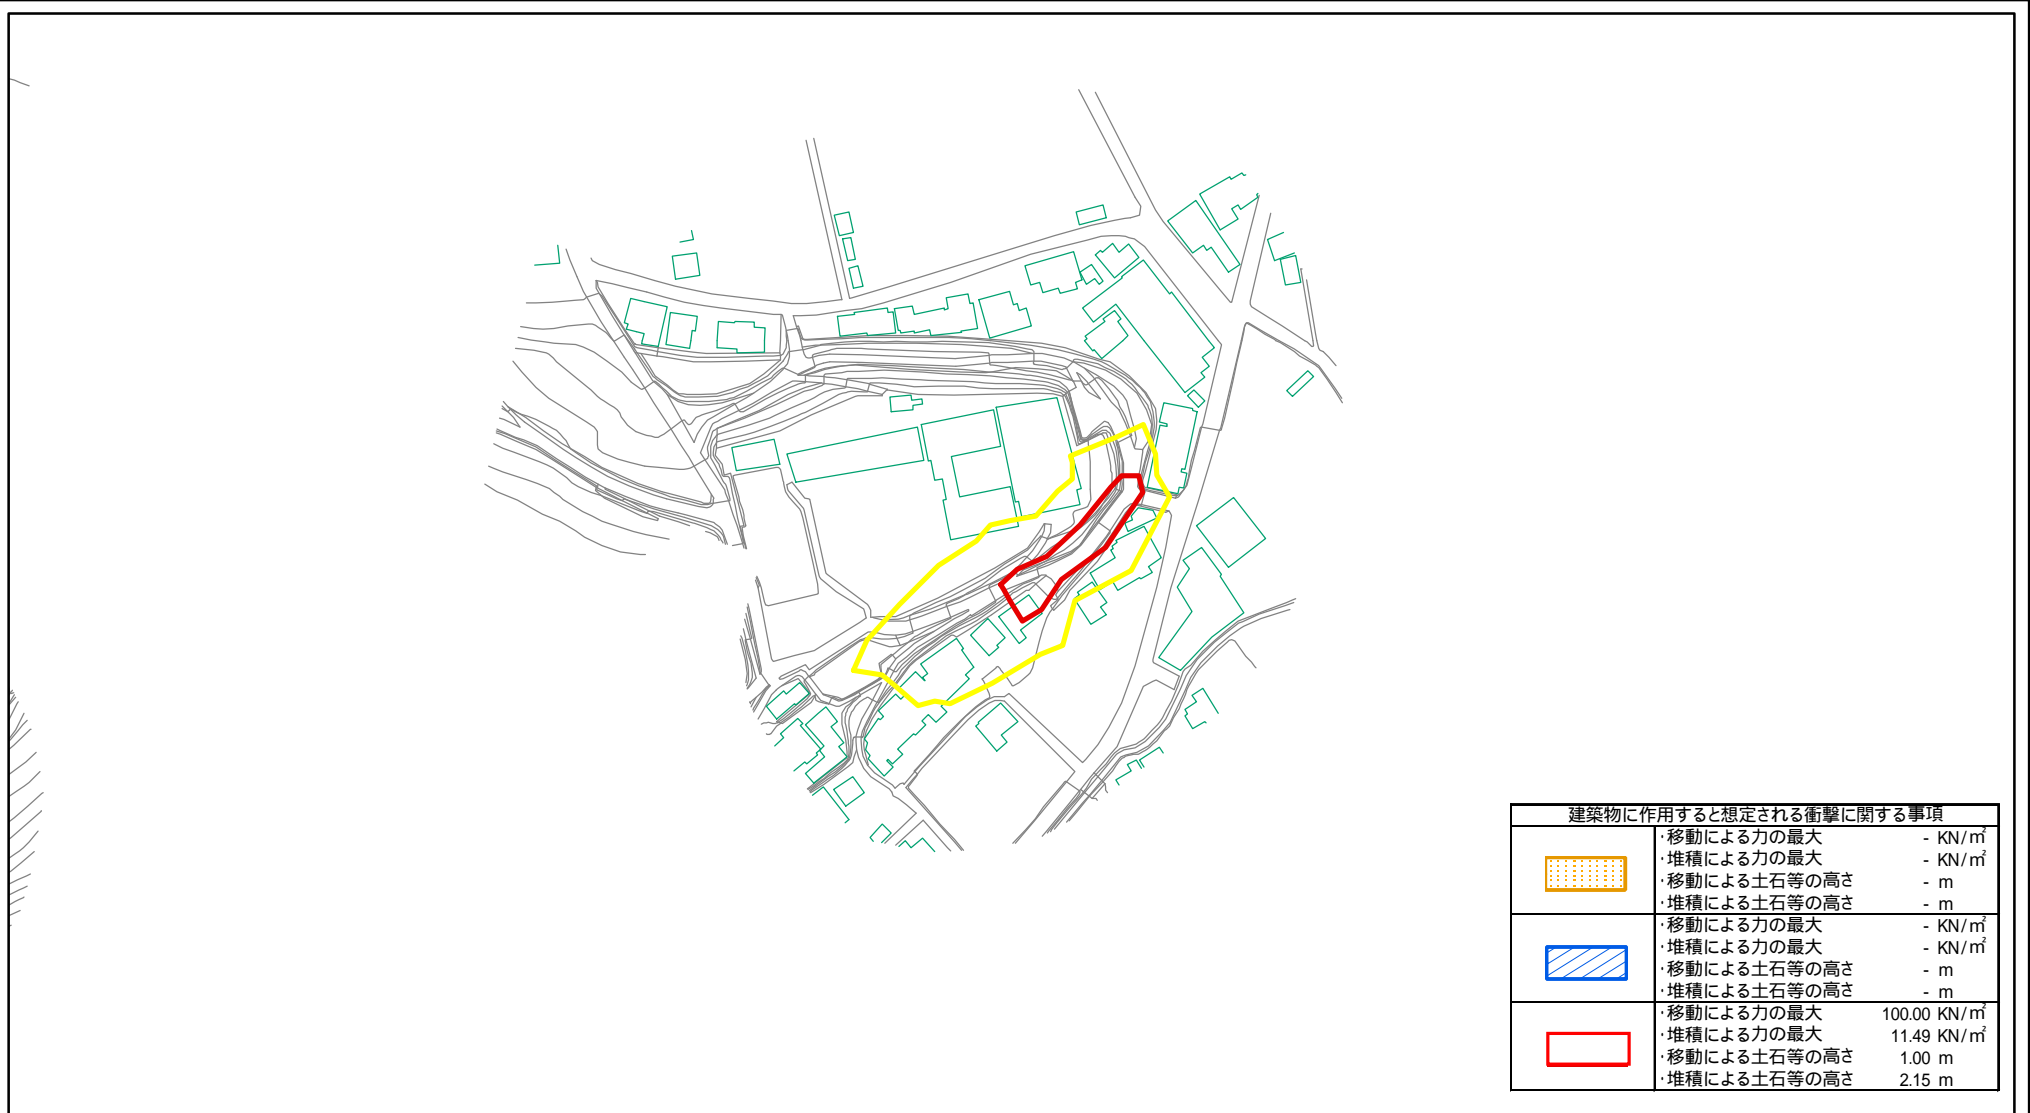 建築物に作用すると想定される衝撃に関する事項
･移動による力の最大 - KN/㎡
･堆積による力の最大 - KN/㎡
･移動による土石等の高さ - m
･堆積による土石等の高さ - m
･移動による力の最大 - KN/㎡
･堆積による力の最大 - KN/㎡
･移動による土石等の高さ - m
･堆積による土石等の高さ - m
･移動による力の最大 100.00 KN/㎡
･堆積による力の最大 11.49 KN/㎡
･移動による土石等の高さ 1.00 m
･堆積による土石等の高さ 2.15 m